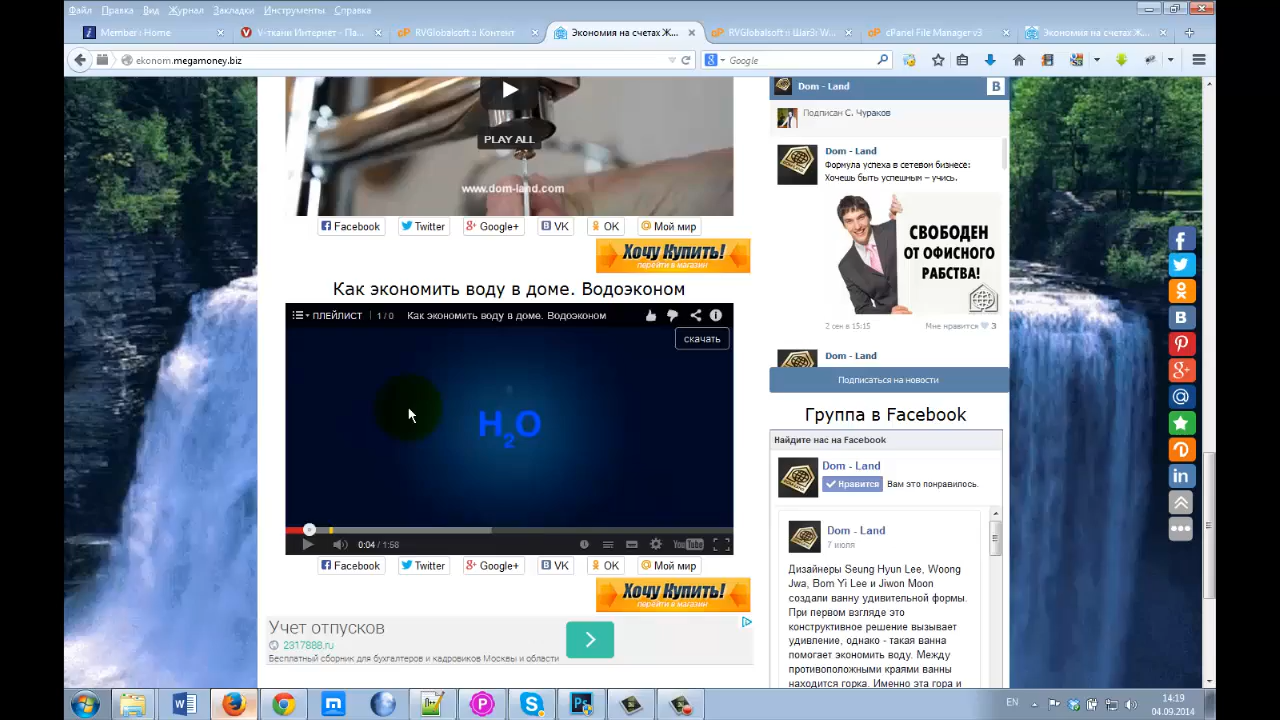 Файл Правка Вид Журнал Закладки Инструменты Справка
Member : Home
V-ткани Интернет - Па...
RVGlobalsoft :: Контент
Экономия на счетах Ж...
RVGlobalsoft :: Шаг3: W...
cPanel File Manager v3
Экономия на счетах Ж...
ekonom.megamoney.biz
Google
PLAY ALL
www.dom-land.com
Facebook Twitter Google+ VK OK Мой мир
Хочу Купить!
перейти в магазин
Как экономить воду в доме. Водоэконом
ПЛЕЙЛИСТ 1 / 0 Как экономить воду в доме. Водоэконом
скачать
H2O
0:04 / 1:58
YouTube
Facebook Twitter Google+ VK OK Мой мир
Хочу Купить!
перейти в магазин
Учет отпусков
2317888.ru
Бесплатный сборник для бухгалтеров и кадровиков Москвы и области
Dom - Land
Подписан С. Чураков
Dom - Land
Формула успеха в сетевом бизнесе:
Хочешь быть успешным – учись.
СВОБОДЕН
ОТ ОФИСНОГО
РАБСТВА!
2 сен в 15:15
Мне нравится 3
Dom - Land
Подписаться на новости
Группа в Facebook
Найдите нас на Facebook
Dom - Land
Нравится Вам это понравилось.
Dom - Land
7 июля
Дизайнеры Seung Hyun Lee, Woong
Jwa, Bom Yi Lee и Jiwon Moon
создали ванну удивительной формы.
При первом взгляде это
конструктивное решение вызывает
удивление, однако - такая ванна
помогает экономить воду. Между
противоположными краями ванны
находится горка. Именно эта гора и
EN
14:19
04.09.2014